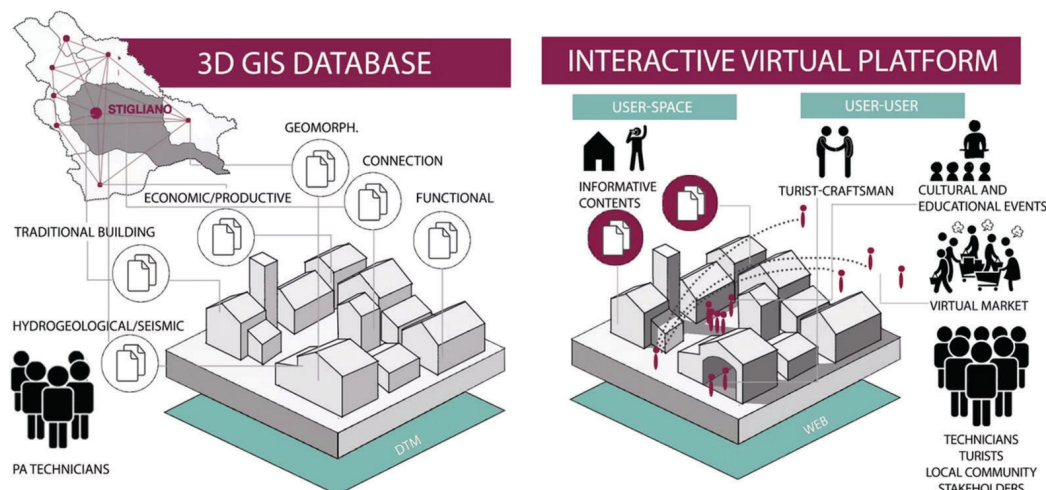 3D GIS DATABASE
STIGLIANO
GEOMORPH.
CONNECTION
ECONOMIC/PRODUCTIVE
FUNCTIONAL
TRADITIONAL BUILDING
HYDROGEOLOGICAL/SEISMIC
PA TECHNICIANS
DTM
INTERACTIVE VIRTUAL PLATFORM
USER-SPACE
USER-USER
INFORMATIVE
CONTENTS
TURIST-CRAFTSMAN
CULTURAL AND
EDUCATIONAL EVENTS
VIRTUAL MARKET
WEB
TECHNICIANS
TURISTS
LOCAL COMMUNITY
STAKEHOLDERS